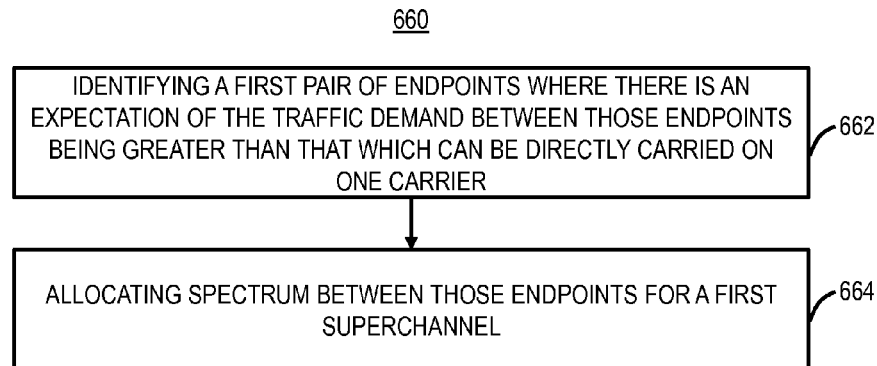 660
IDENTIFYING A FIRST PAIR OF ENDPOINTS WHERE THERE IS AN
EXPECTATION OF THE TRAFFIC DEMAND BETWEEN THOSE ENDPOINTS
BEING GREATER THAN THAT WHICH CAN BE DIRECTLY CARRIED ON
ONE CARRIER
662
ALLOCATING SPECTRUM BETWEEN THOSE ENDPOINTS FOR A FIRST
SUPERCHANNEL
664